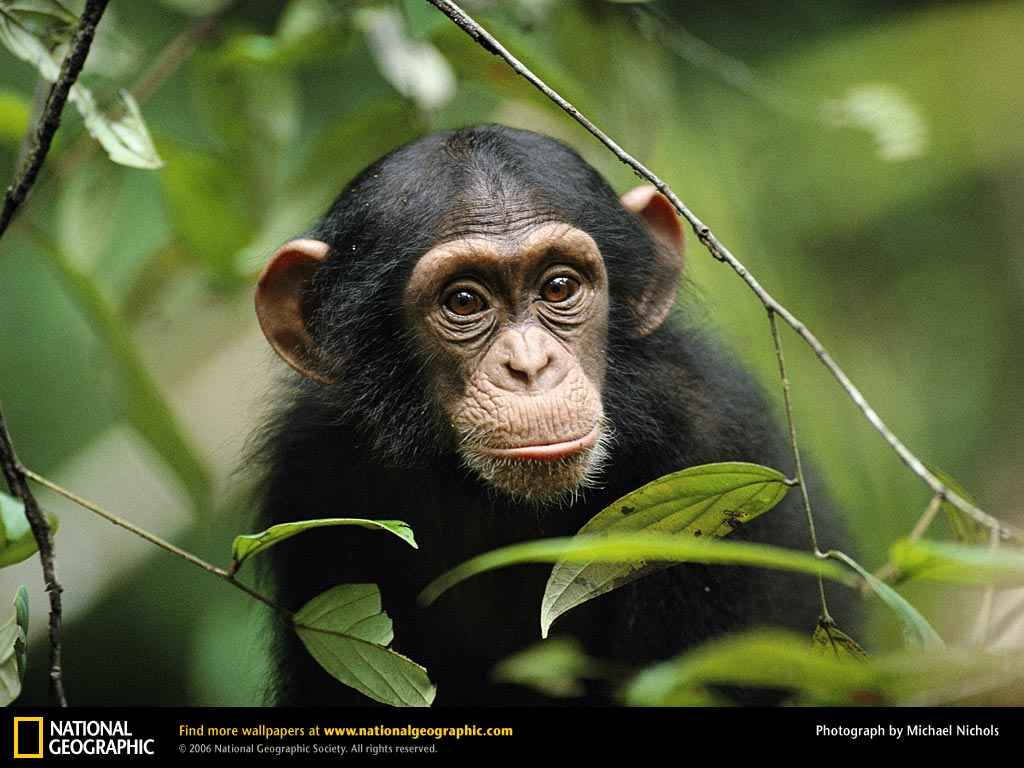 NATIONAL
GEOGRAPHIC
Find more wallpapers at www.nationalgeographic.com
© 2006 National Geographic Society. All rights reserved.
Photograph by Michael Nichols